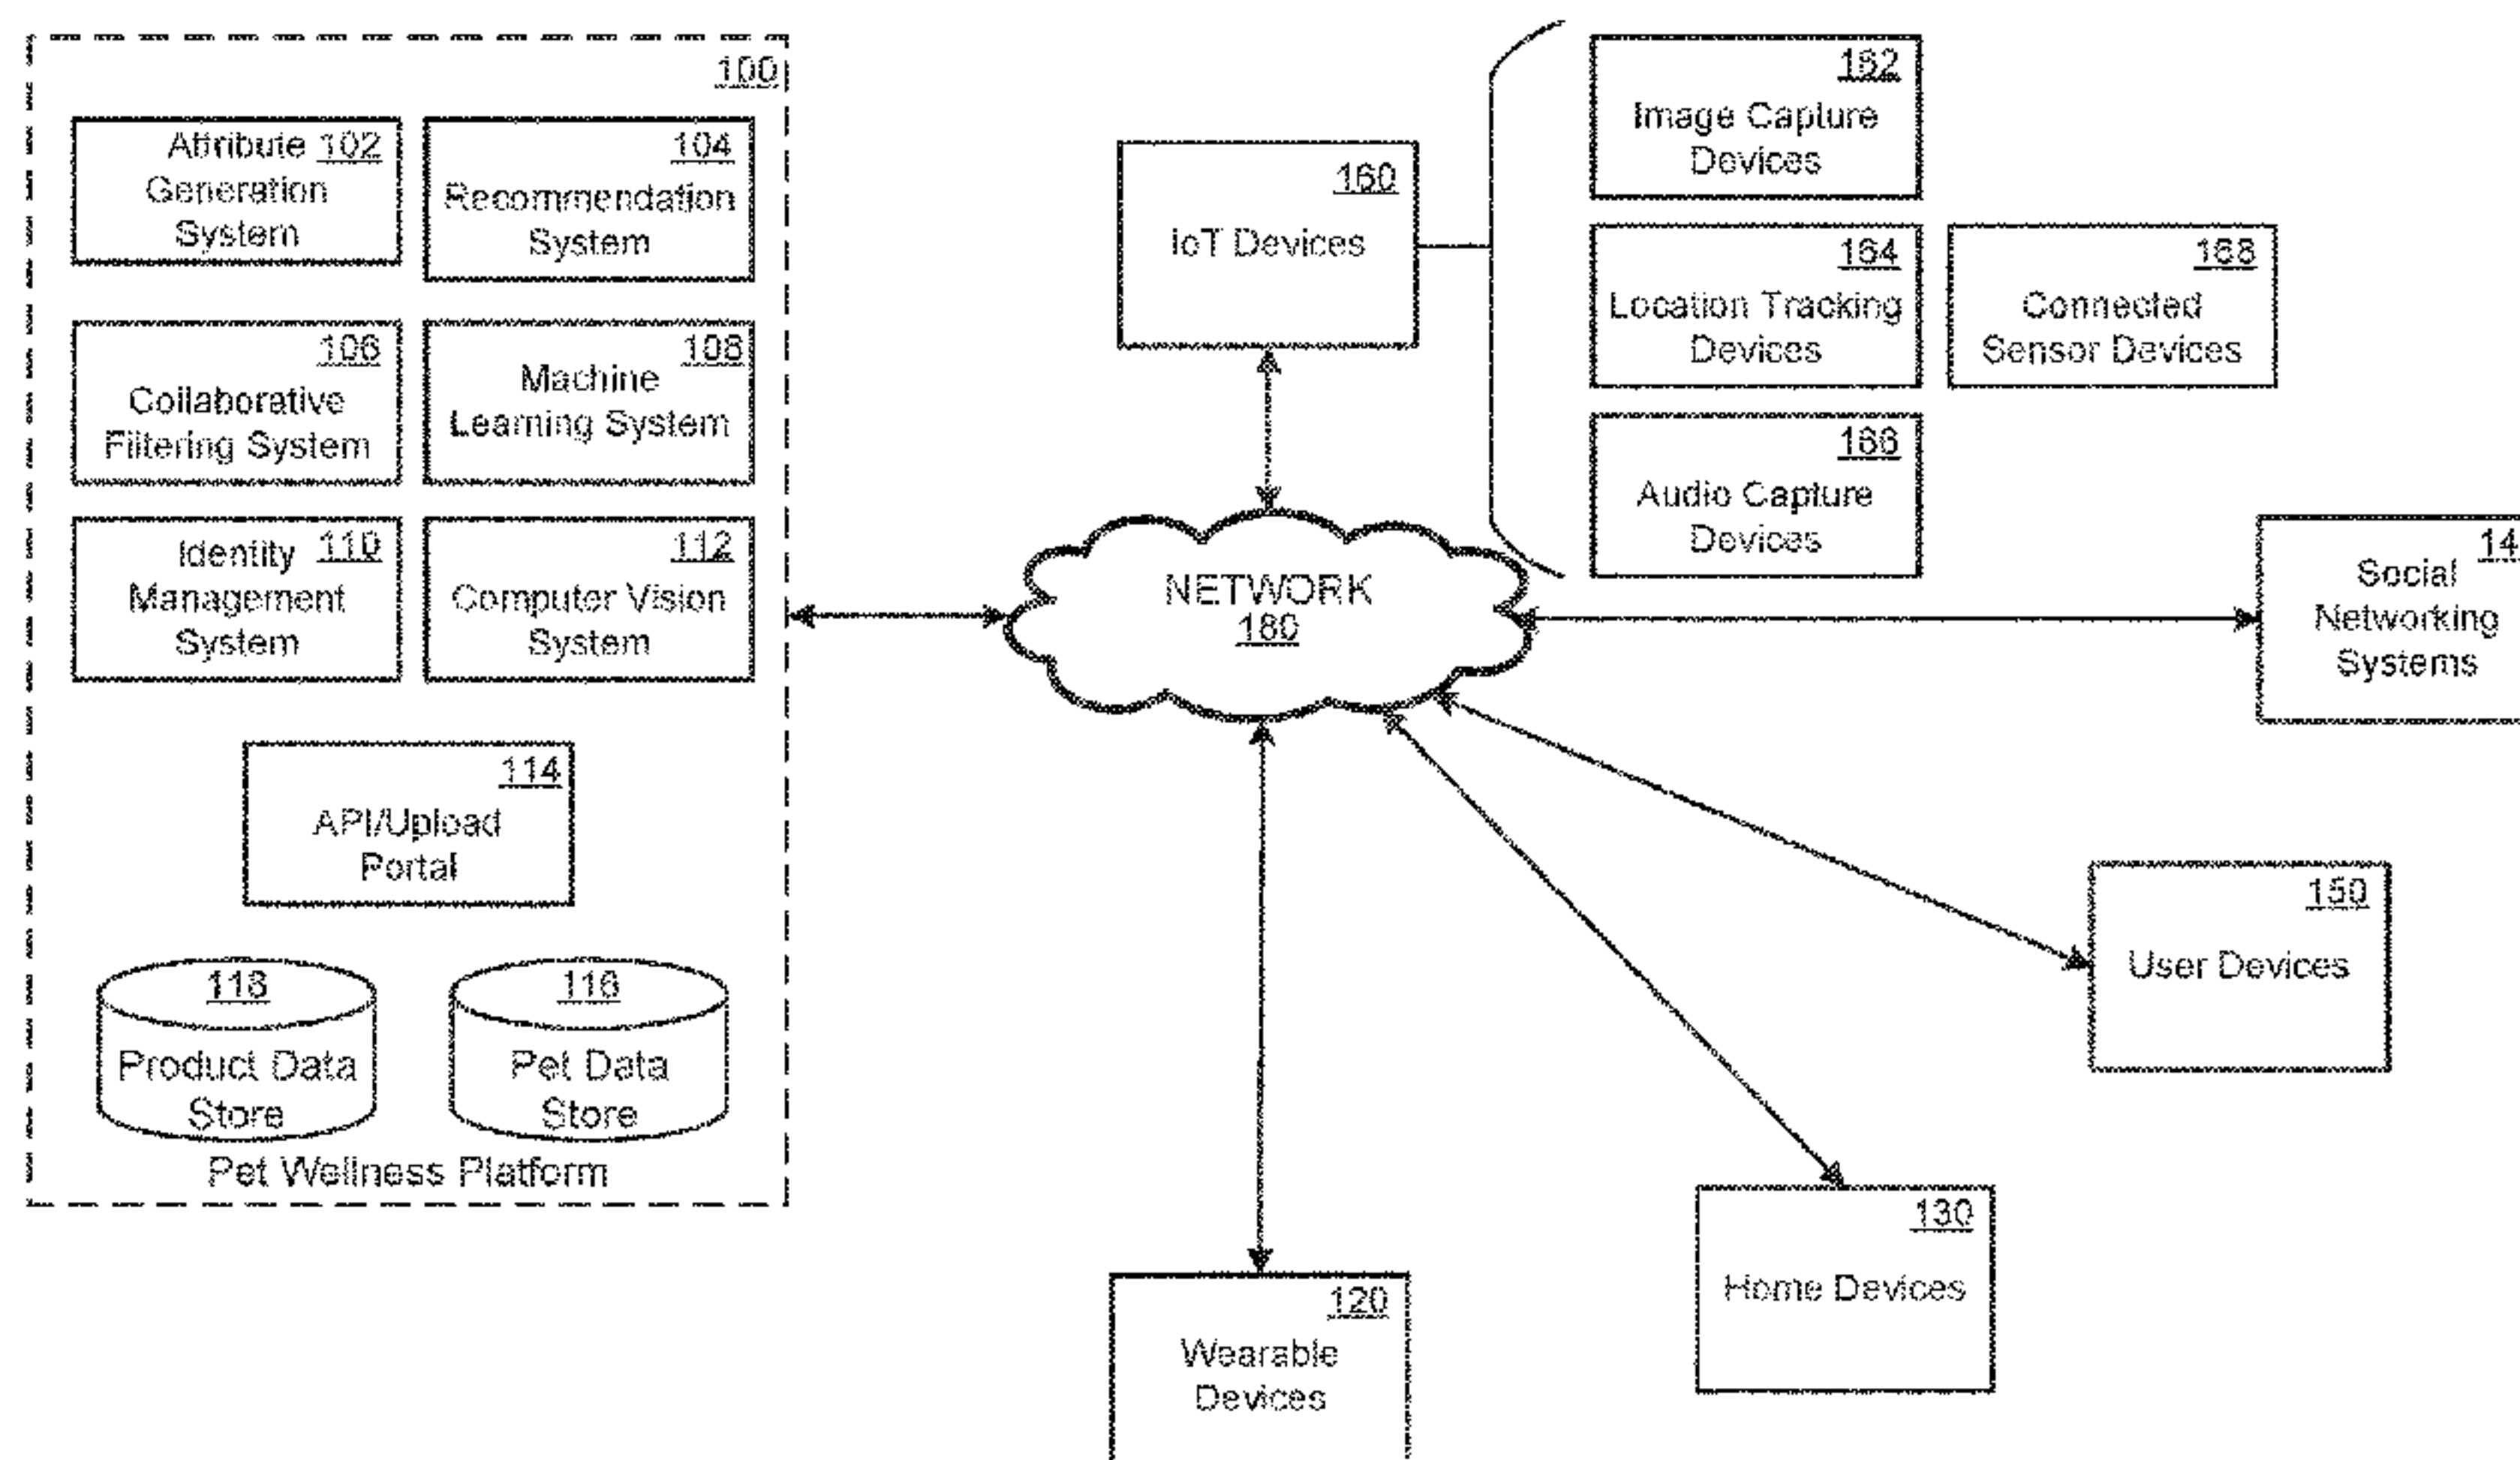 100
Attribute 102
Generation
System
104
Recommendation
System
106
Collaborative
Filtering System
108
Machine
Learning System
Identity 110
Management
System
112
Computer Vision
System
114
API/Upload
Portal
118
Product Data
Store
116
Pet Data
Store
Pet Wellness Platform
160
IoT Devices
162
Image Capture
Devices
164
Location Tracking
Devices
168
Connected
Sensor Devices
166
Audio Capture
Devices
NETWORK
180
14
Social
Networking
Systems
150
User Devices
130
Home Devices
120
Wearable
Devices